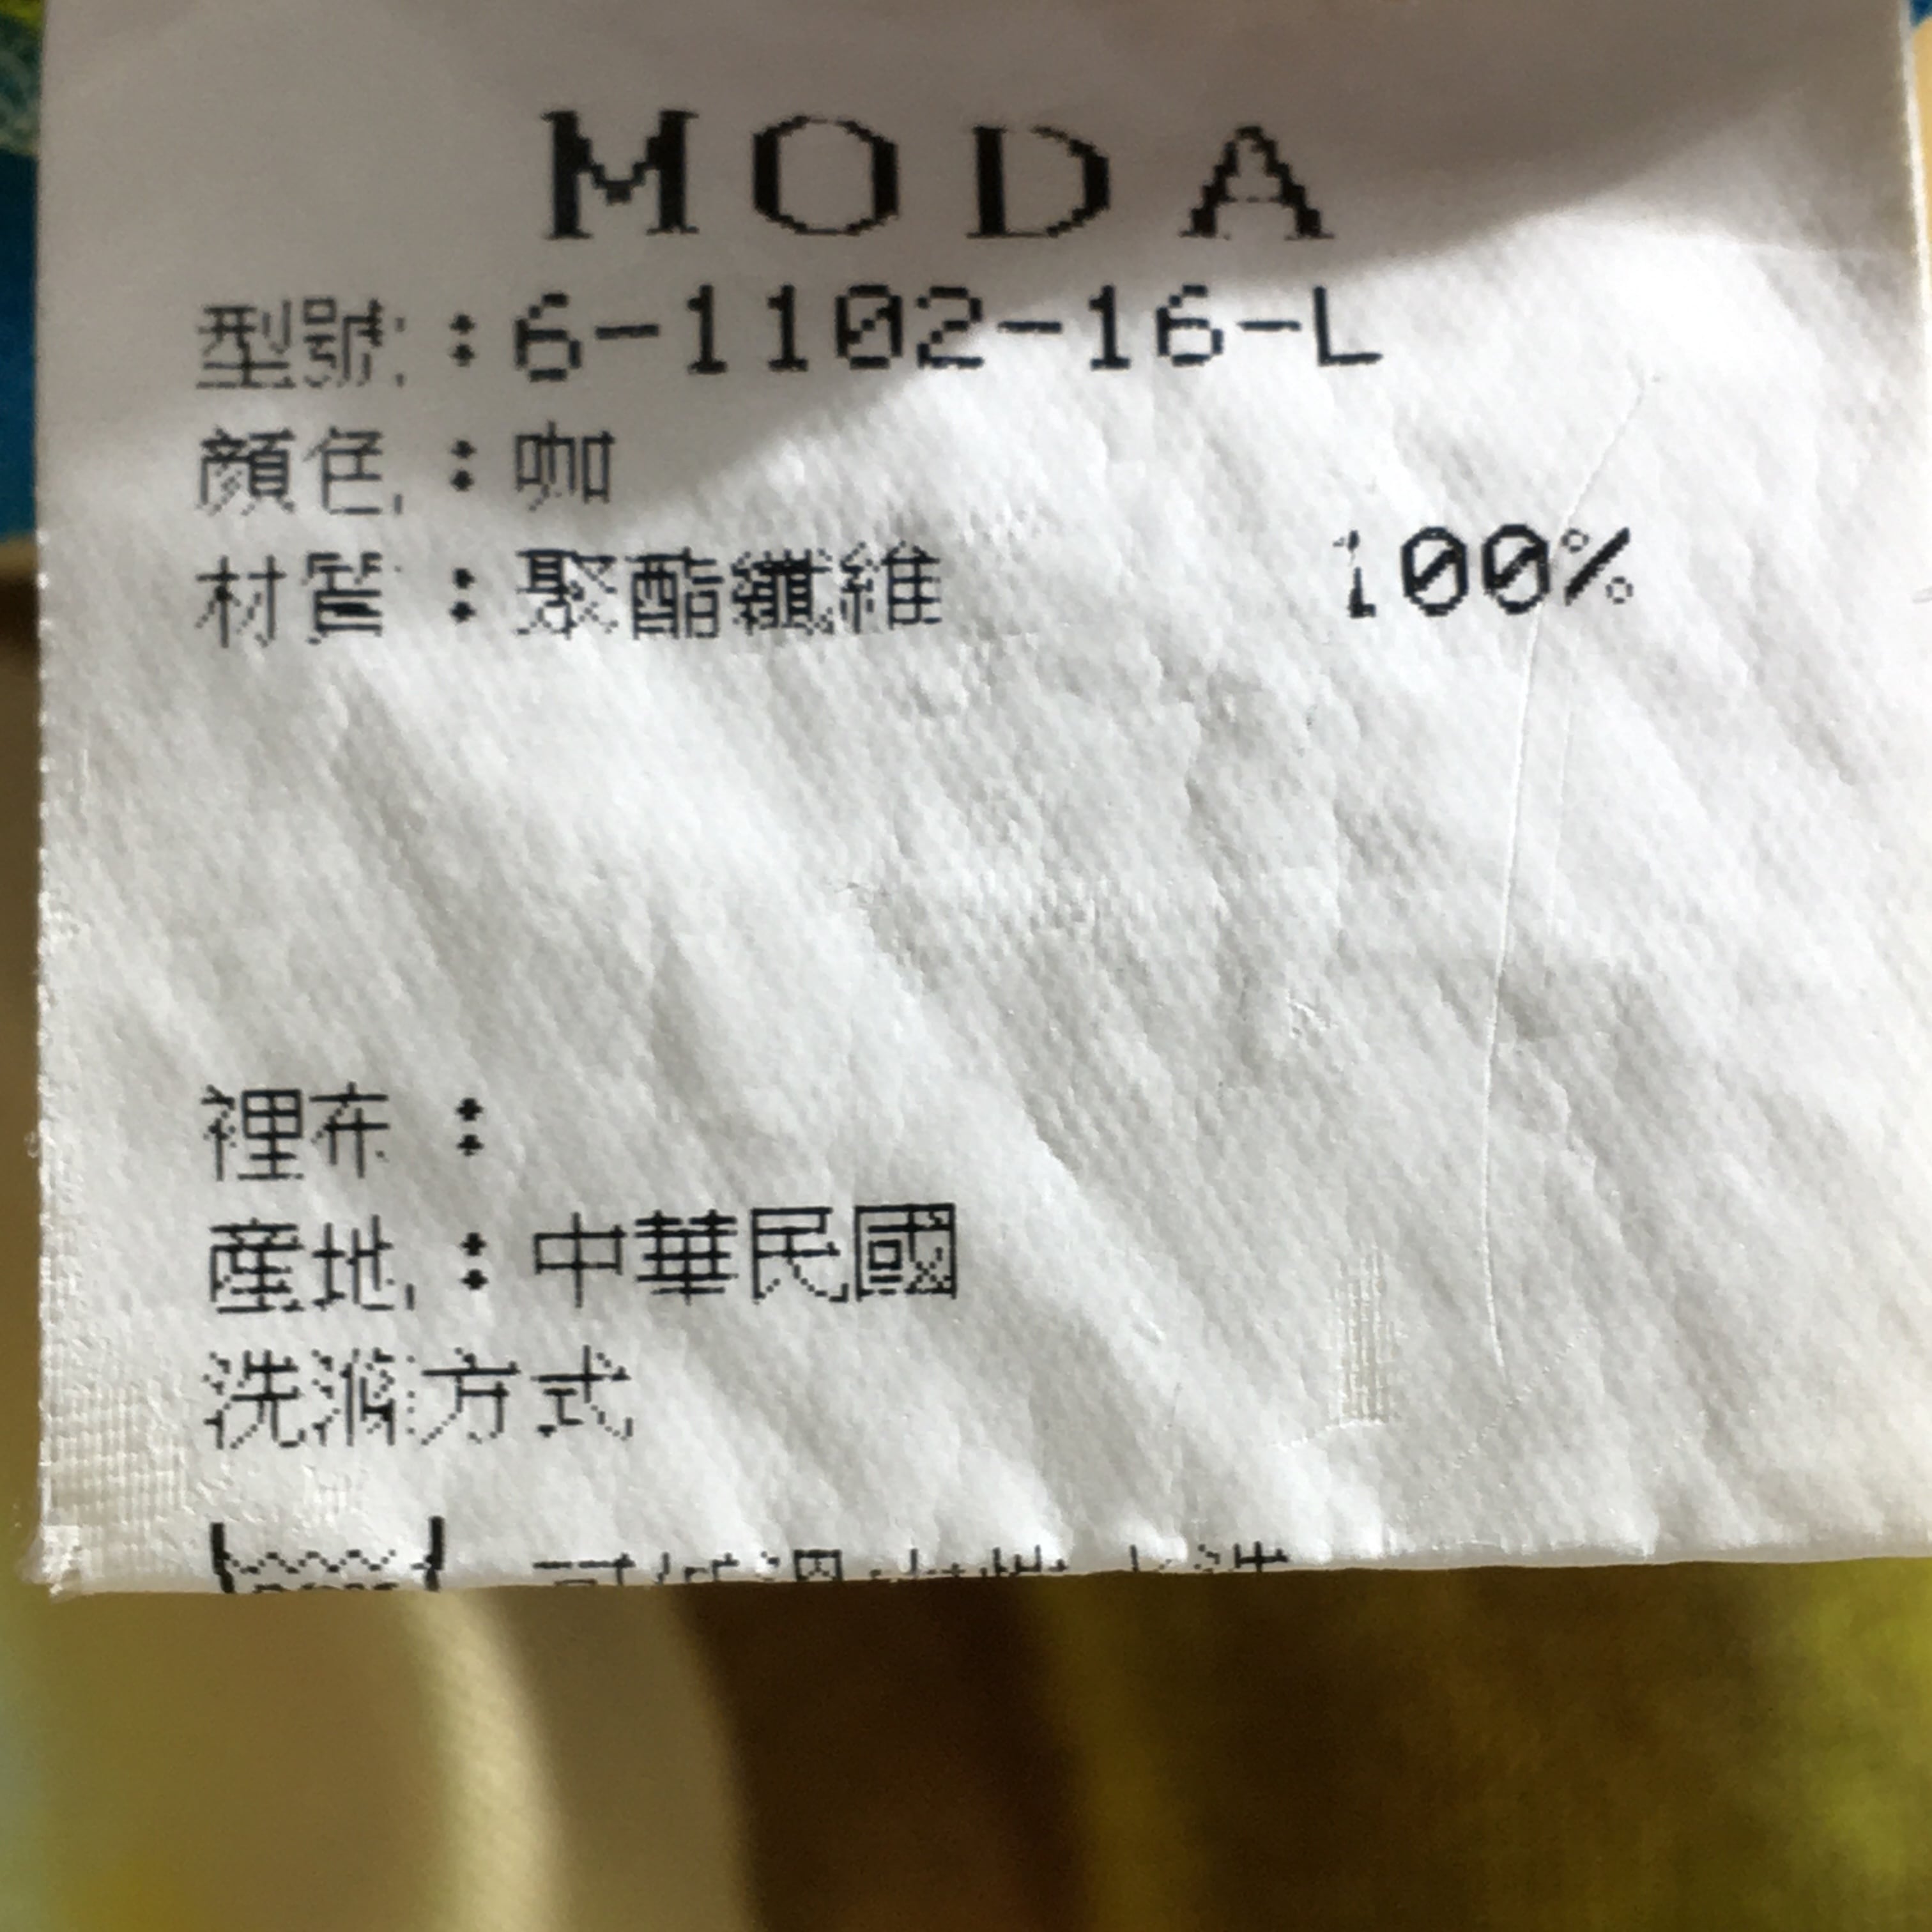 MODA
型號：6-1102-16-L
顏色：咖
材質：聚酯纖維 100%
裡布：
產地：中華民國
洗滌方式